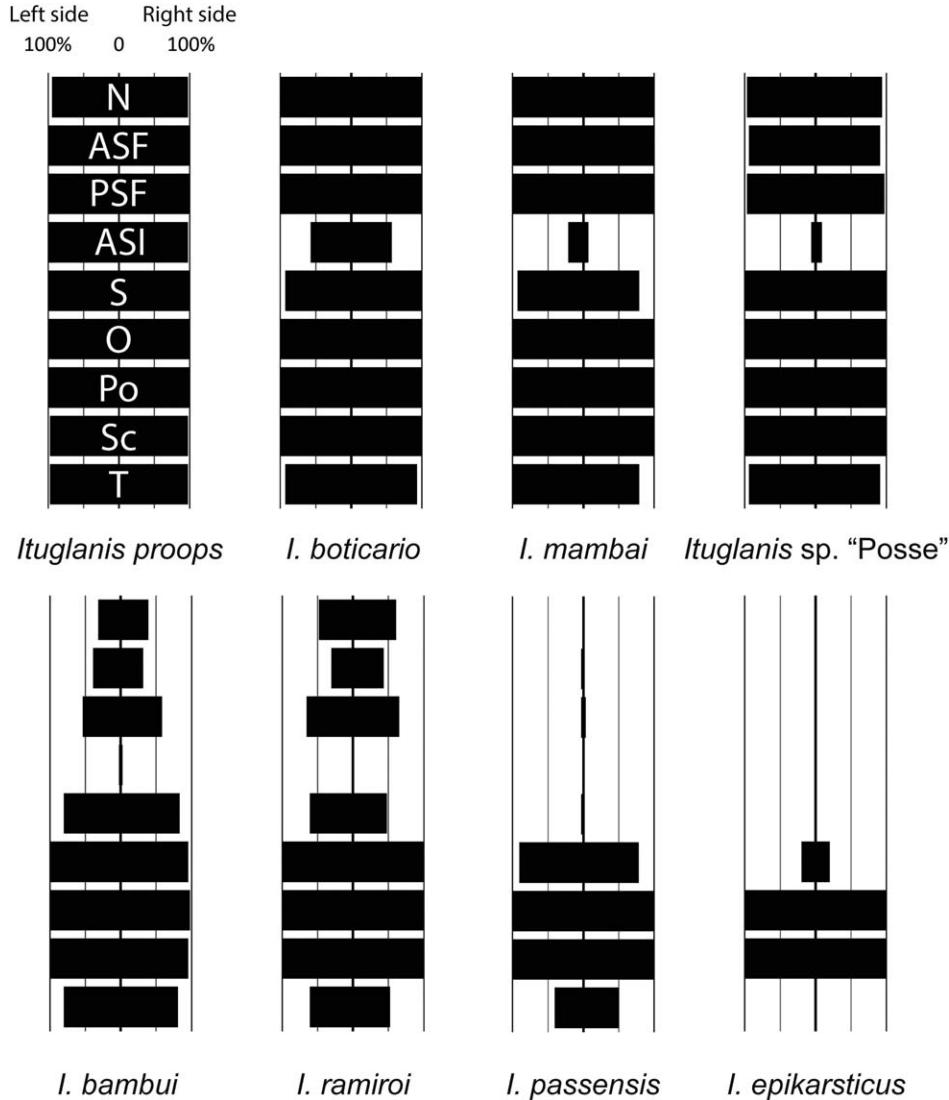 Left side Right side
100% 0 100%
N
ASF
PSF
ASI
S
O
Po
Sc
T
Ituglanis proops I. boticario I. mambai Ituglanis sp. “Posse”
I. bambui I. ramiroi I. passensis I. epikarsticus